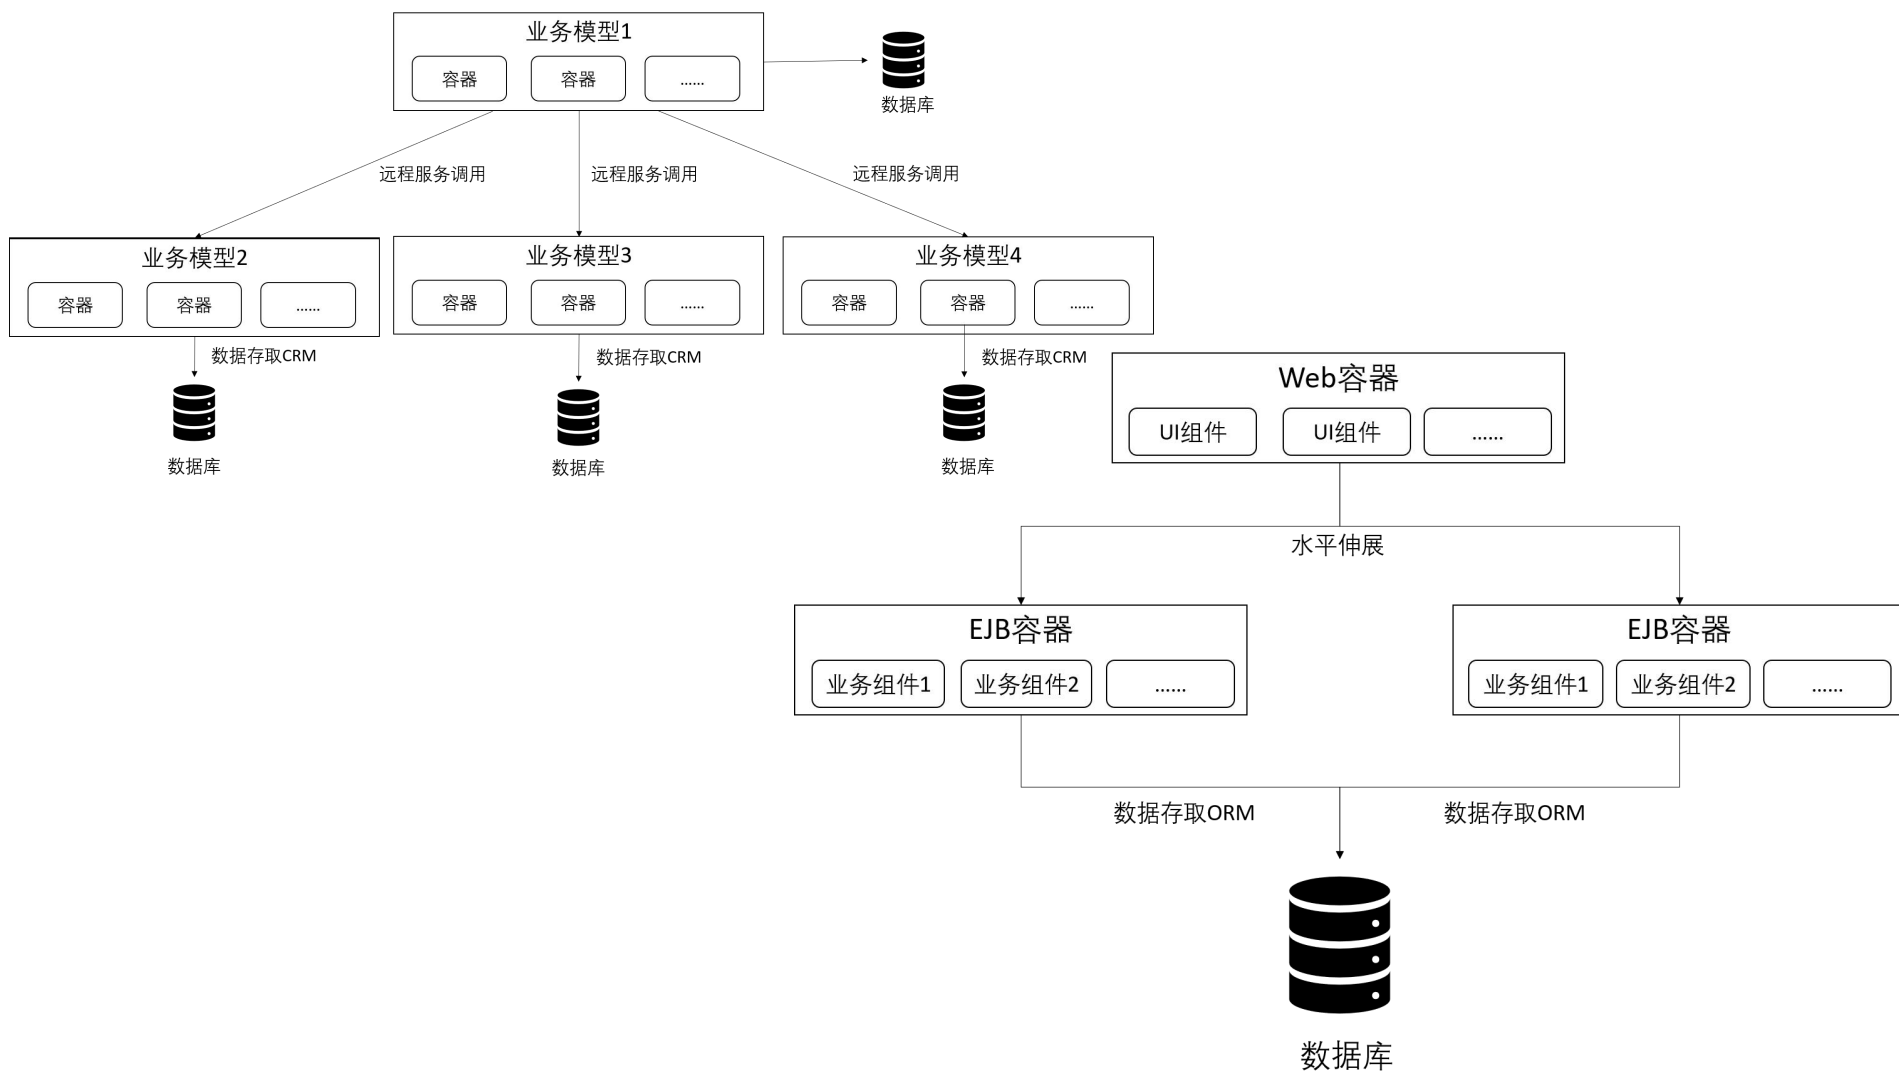 业务模型1
容器
容器
......
数据库
远程服务调用
远程服务调用
远程服务调用
业务模型2
容器
容器
......
业务模型3
容器
容器
......
业务模型4
容器
容器
......
数据存取CRM
数据存取CRM
数据存取CRM
数据库
数据库
数据库
Web容器
UI组件
UI组件
......
水平伸展
EJB容器
业务组件1
业务组件2
......
EJB容器
业务组件1
业务组件2
......
数据存取ORM
数据存取ORM
数据库